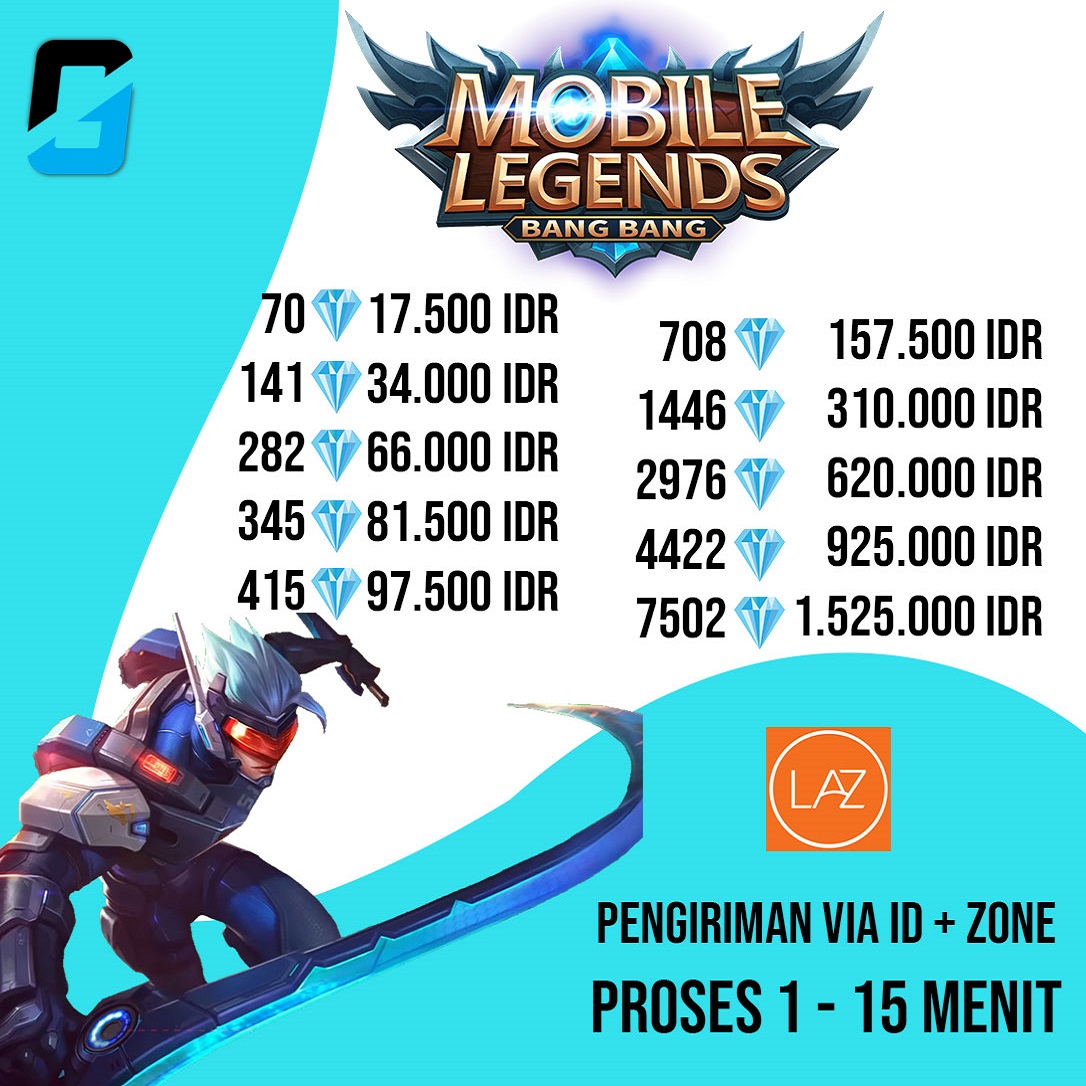 MOBILE
LEGENDS
BANG BANG
70 17.500 IDR
141 34.000 IDR
282 66.000 IDR
345 81.500 IDR
415 97.500 IDR
708 157.500 IDR
1446 310.000 IDR
2976 620.000 IDR
4422 925.000 IDR
7502 1.525.000 IDR
LAZ
PENGIRIMAN VIA ID + ZONE
PROSES 1 - 15 MENIT